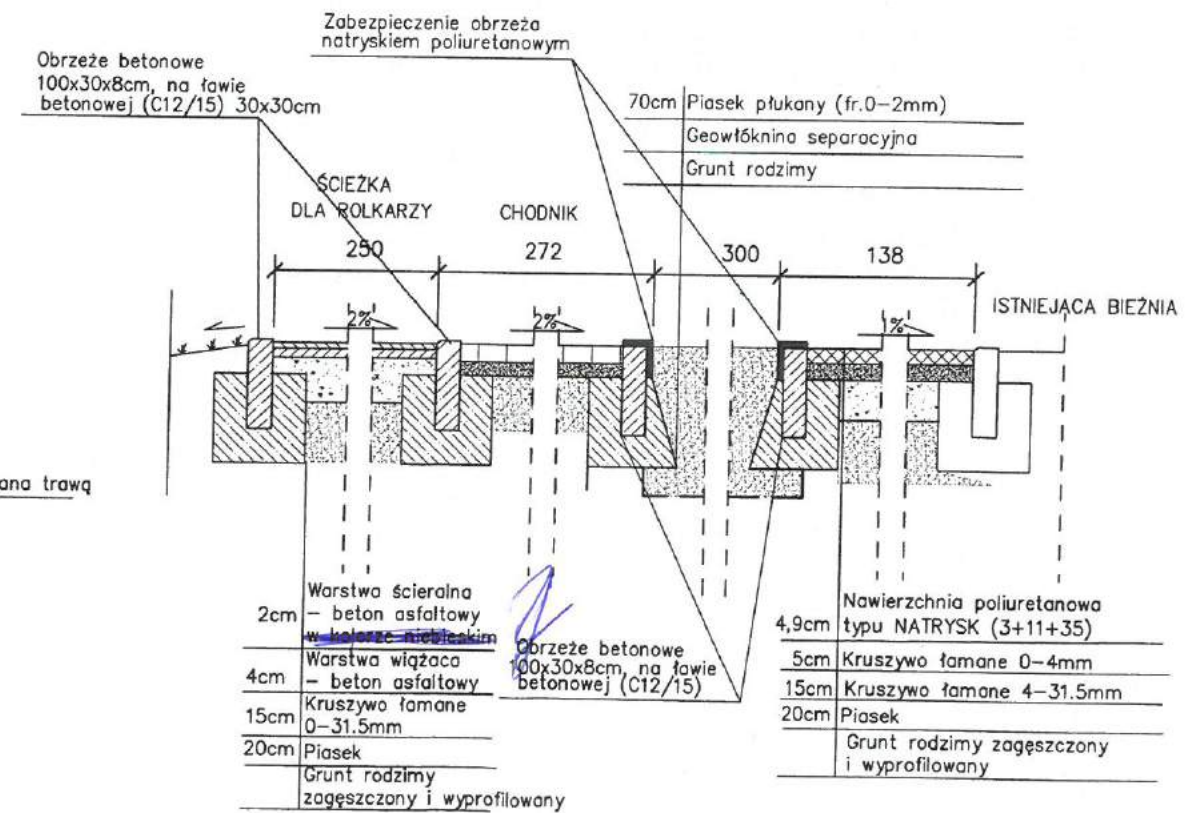 Zabezpieczenie obrzeża
natryskiem poliuretanowym
Obrzeże betonowe
100x30x8cm, na ławie
betonowej (C12/15) 30x30cm
70cm Piasek płukany (fr.0-2mm)
Geowłóknina separacyjna
Grunt rodzimy
ŚCIEŻKA
DLA ROLKARZY
CHODNIK
250
272
300
138
ISTNIEJĄCA BIEŻNIA
2%
2%
1%
ana trawą
2cm Warstwa ścieralna
– beton asfaltowy
w kolorze niebieskim
4cm Warstwa wiążaca
– beton asfaltowy
15cm Kruszywo łamane
0-31.5mm
20cm Piasek
Grunt rodzimy
zagęszczony i wyprofilowany
Obrzeże betonowe
100x30x8cm, na ławie
betonowej (C12/15)
4,9cm Nawierzchnia poliuretanowa
typu NATRYSK (3+11+35)
5cm Kruszywo łamane 0-4mm
15cm Kruszywo łamane 4-31.5mm
20cm Piasek
Grunt rodzimy zagęszczony
i wyprofilowany